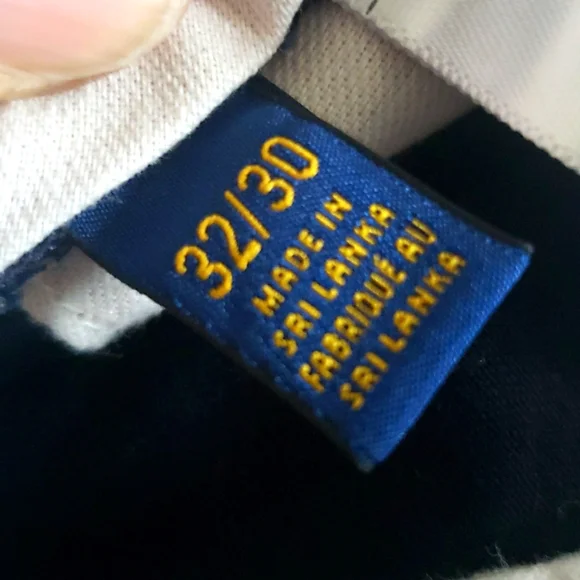 32/30
MADE IN
SRI LANKA
FABRIQUÉ AU
SRI LANKA